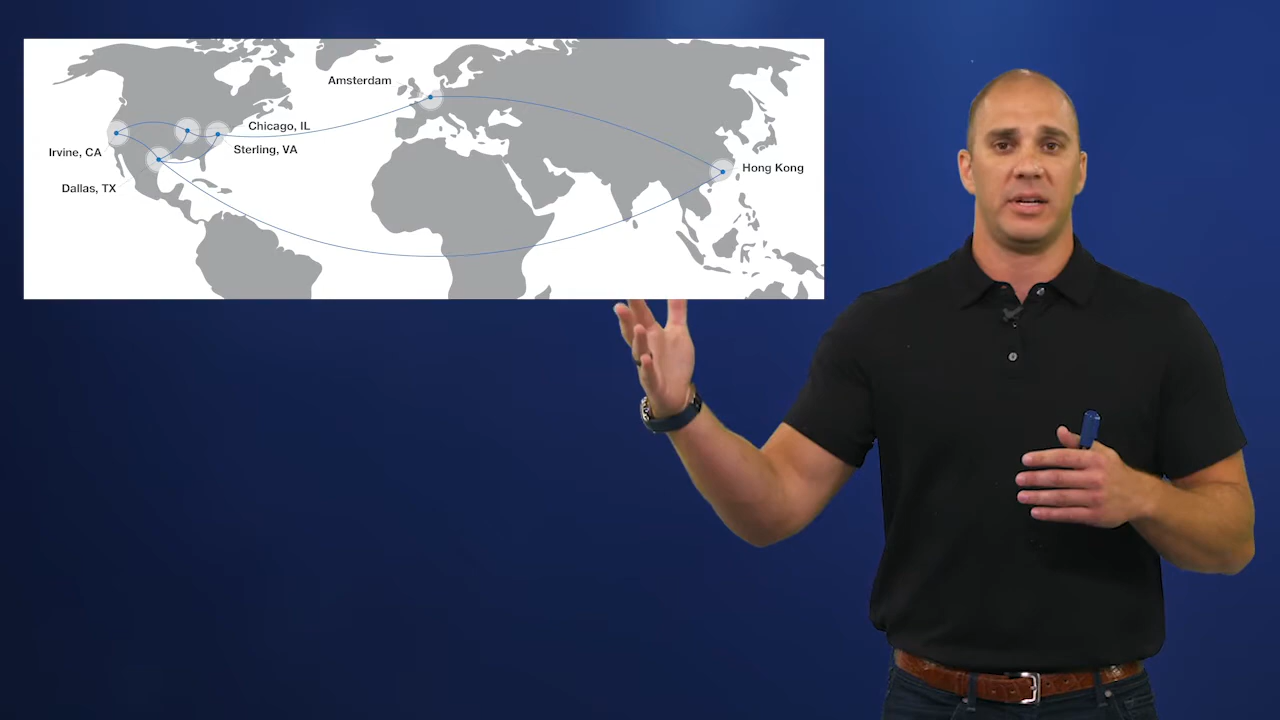 Amsterdam
Chicago, IL
Irvine, CA
Sterling, VA
Hong Kong
Dallas, TX